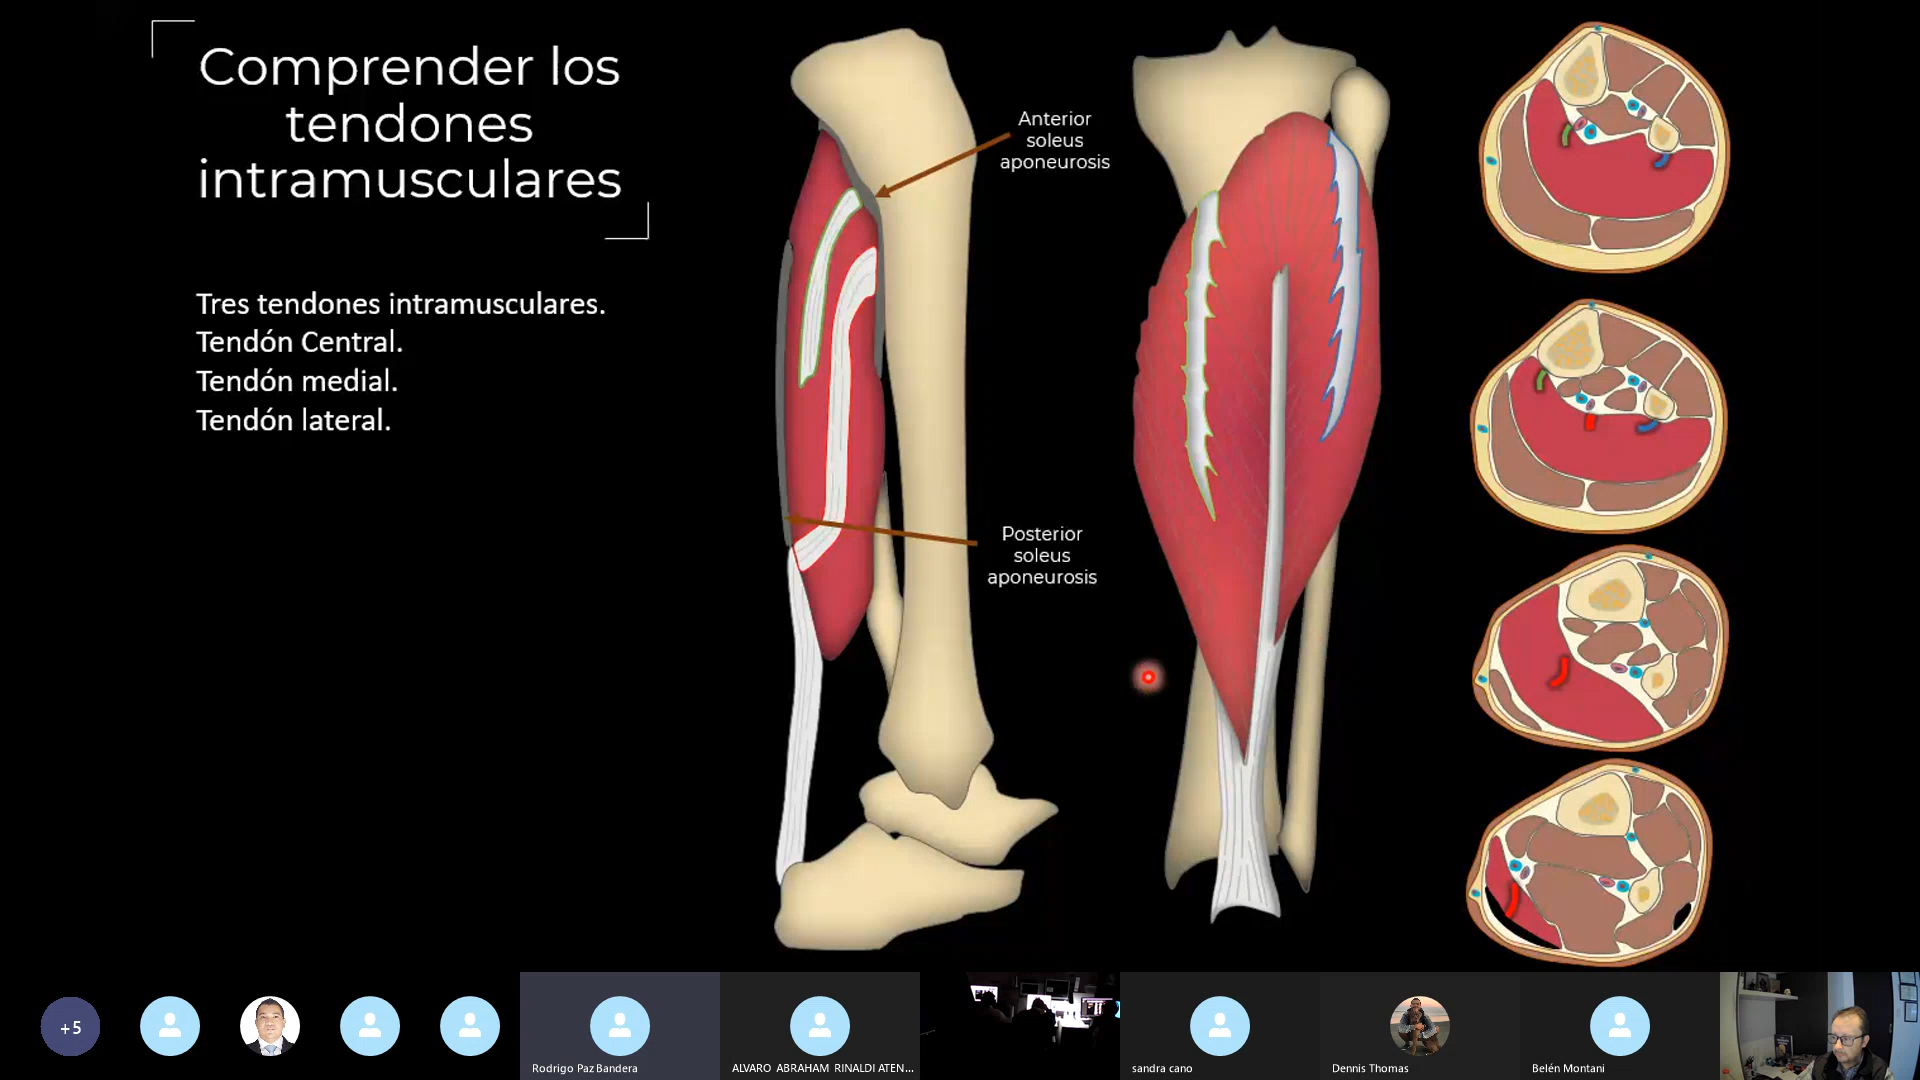 Comprender los
tendones
intramusculares
Tres tendones intramusculares.
Tendón Central.
Tendón medial.
Tendón lateral.
Anterior
soleus
aponeurosis
Posterior
soleus
aponeurosis
+5
Rodrigo Paz Bandera
ALVARO ABRAHAM RINALDI ATEN...
sandra cano
Dennis Thomas
Belén Montani